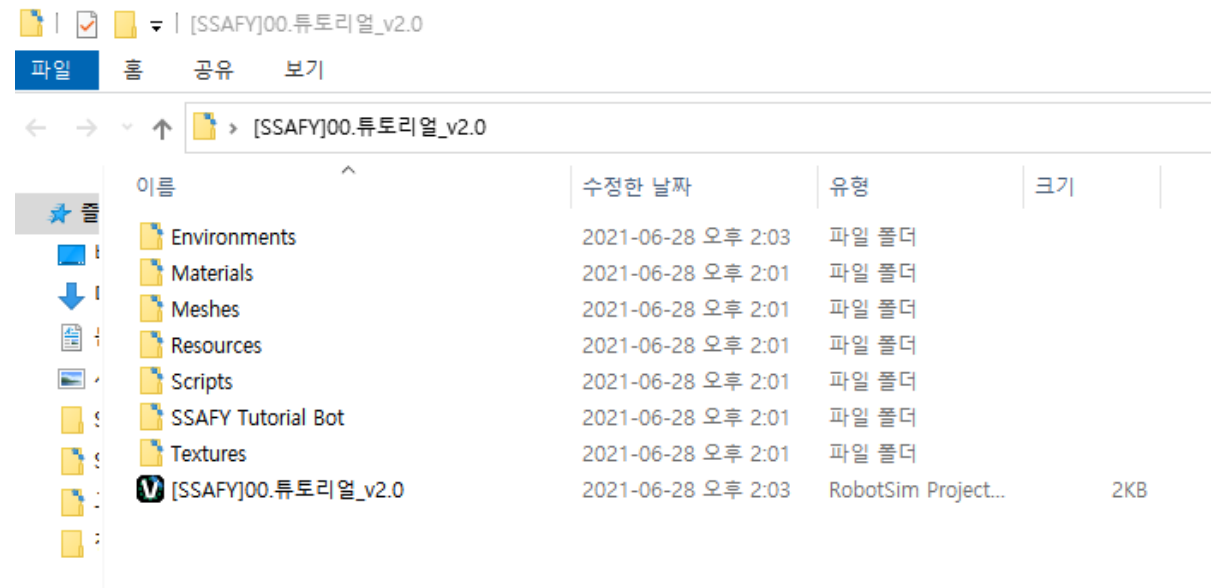 [SSAFY]00.튜토리얼_v2.0
파일 홈 공유 보기
[SSAFY]00.튜토리얼_v2.0
이름 수정한 날짜 유형 크기
즐
Environments 2021-06-28 오후 2:03 파일 폴더
Materials 2021-06-28 오후 2:01 파일 폴더
Meshes 2021-06-28 오후 2:01 파일 폴더
Resources 2021-06-28 오후 2:01 파일 폴더
Scripts 2021-06-28 오후 2:01 파일 폴더
SSAFY Tutorial Bot 2021-06-28 오후 2:01 파일 폴더
Textures 2021-06-28 오후 2:01 파일 폴더
[SSAFY]00.튜토리얼_v2.0 2021-06-28 오후 2:03 RobotSim Project... 2KB